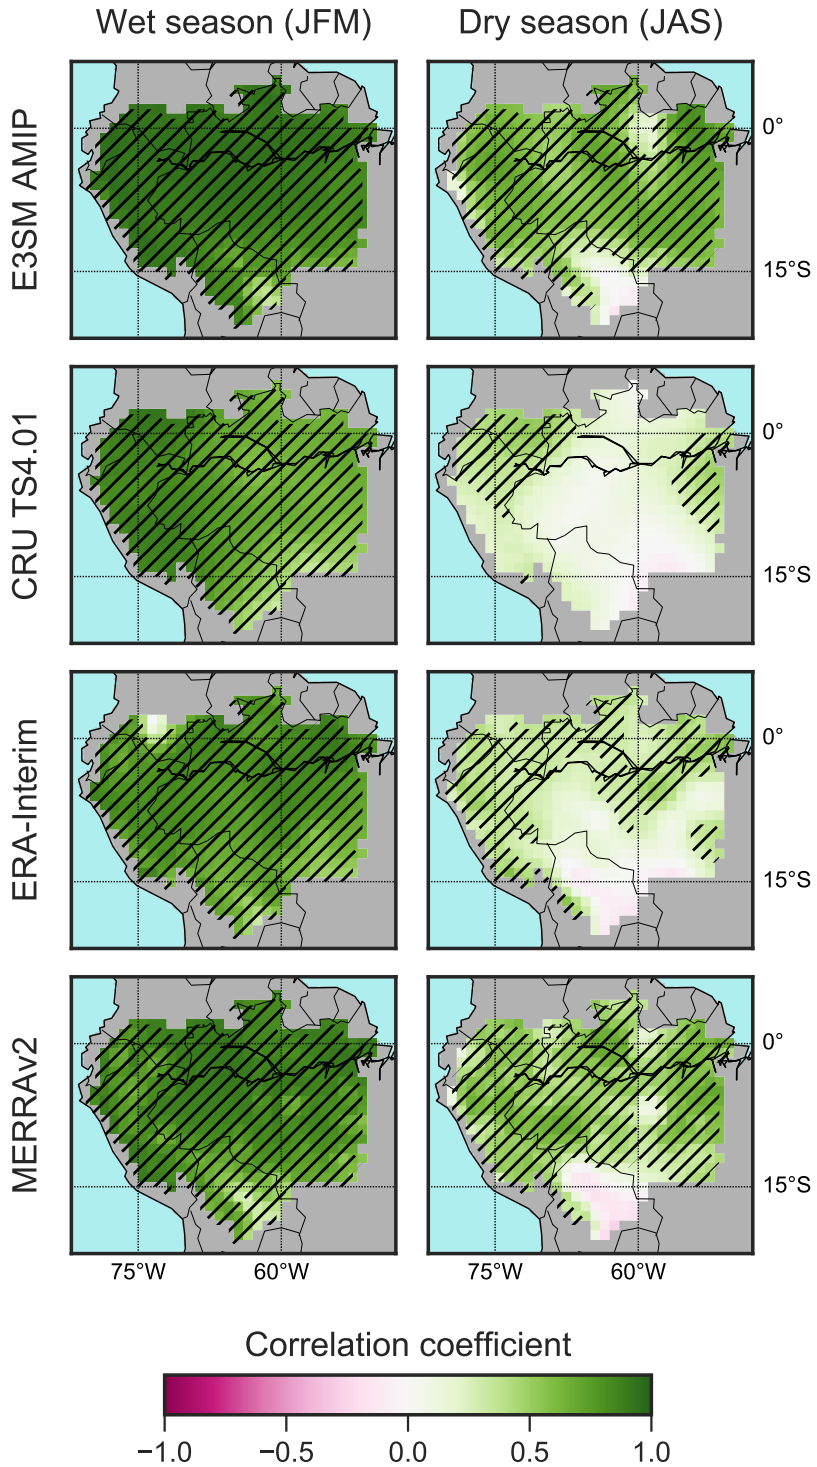 Wet season (JFM) Dry season (JAS)
E3SM AMIP
0°
15°S
CRU TS4.01
0°
15°S
ERA-Interim
0°
15°S
MERRAv2
0°
15°S
75°W 60°W 75°W 60°W
Correlation coefficient
−1.0 −0.5 0.0 0.5 1.0